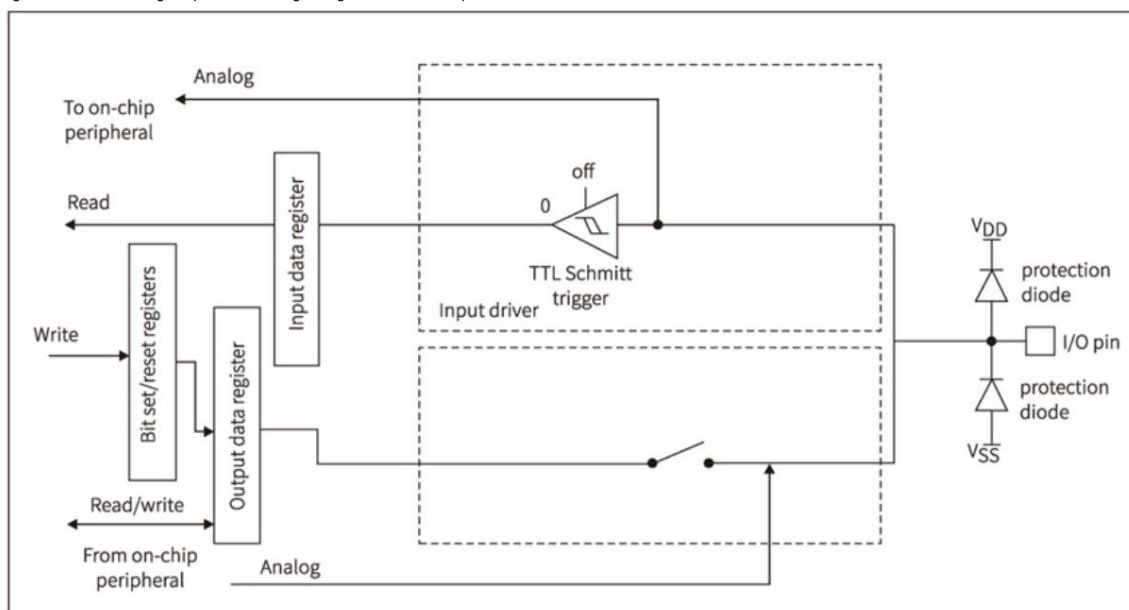 Analog
To on-chip
peripheral
off
Read
0
Input data register
TTL Schmitt
trigger
Input driver
VDD
protection
diode
I/O pin
protection
diode
VSS
Write
Bit set/reset registers
Output data register
Read/write
From on-chip
peripheral
Analog